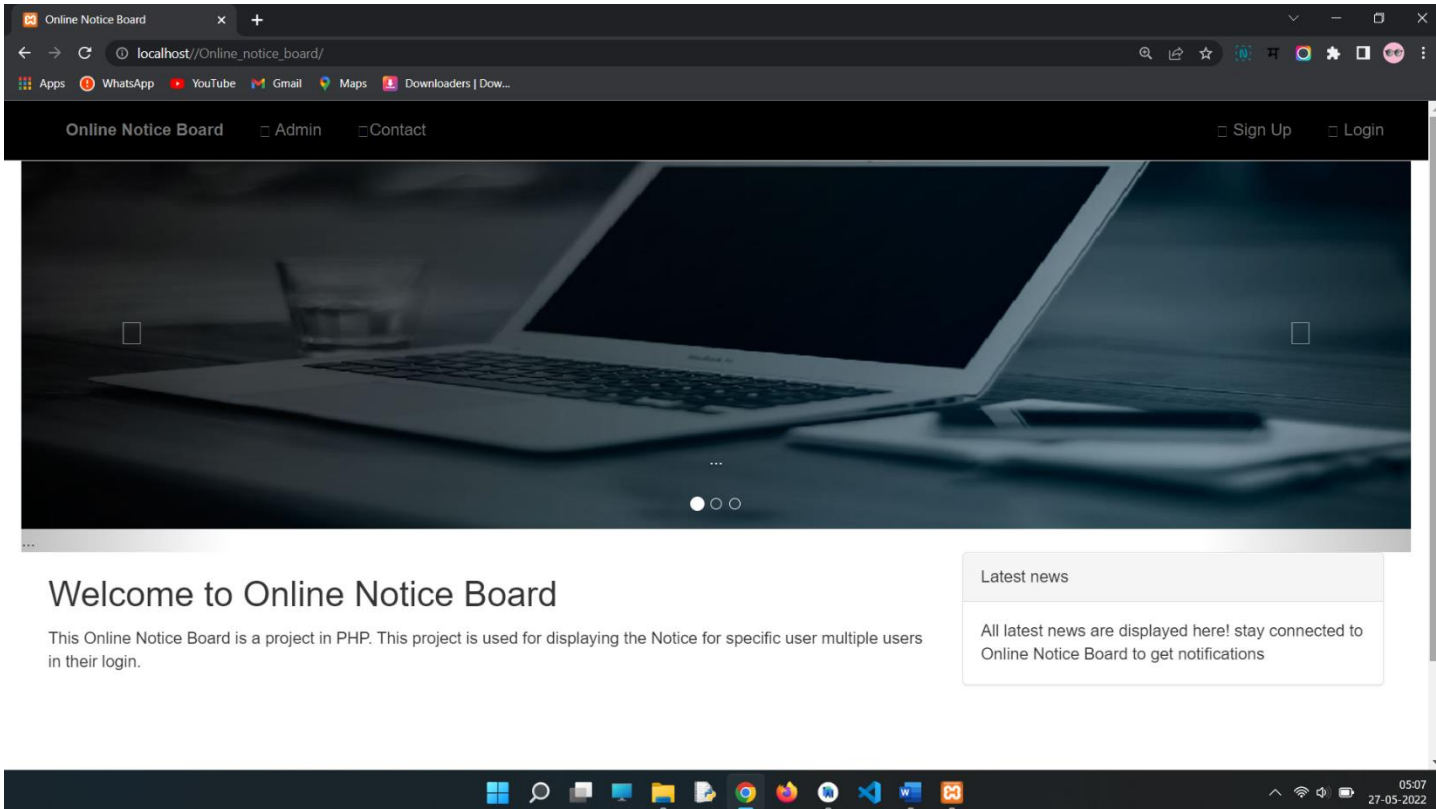 Online Notice Board
localhost//Online_notice_board/
Apps WhatsApp YouTube Gmail Maps Downloaders | Dow...
Online Notice Board Admin Contact Sign Up Login
...
...
Welcome to Online Notice Board
This Online Notice Board is a project in PHP. This project is used for displaying the Notice for specific user multiple users
in their login.
Latest news
All latest news are displayed here! stay connected to
Online Notice Board to get notifications
05:07
27-05-2022